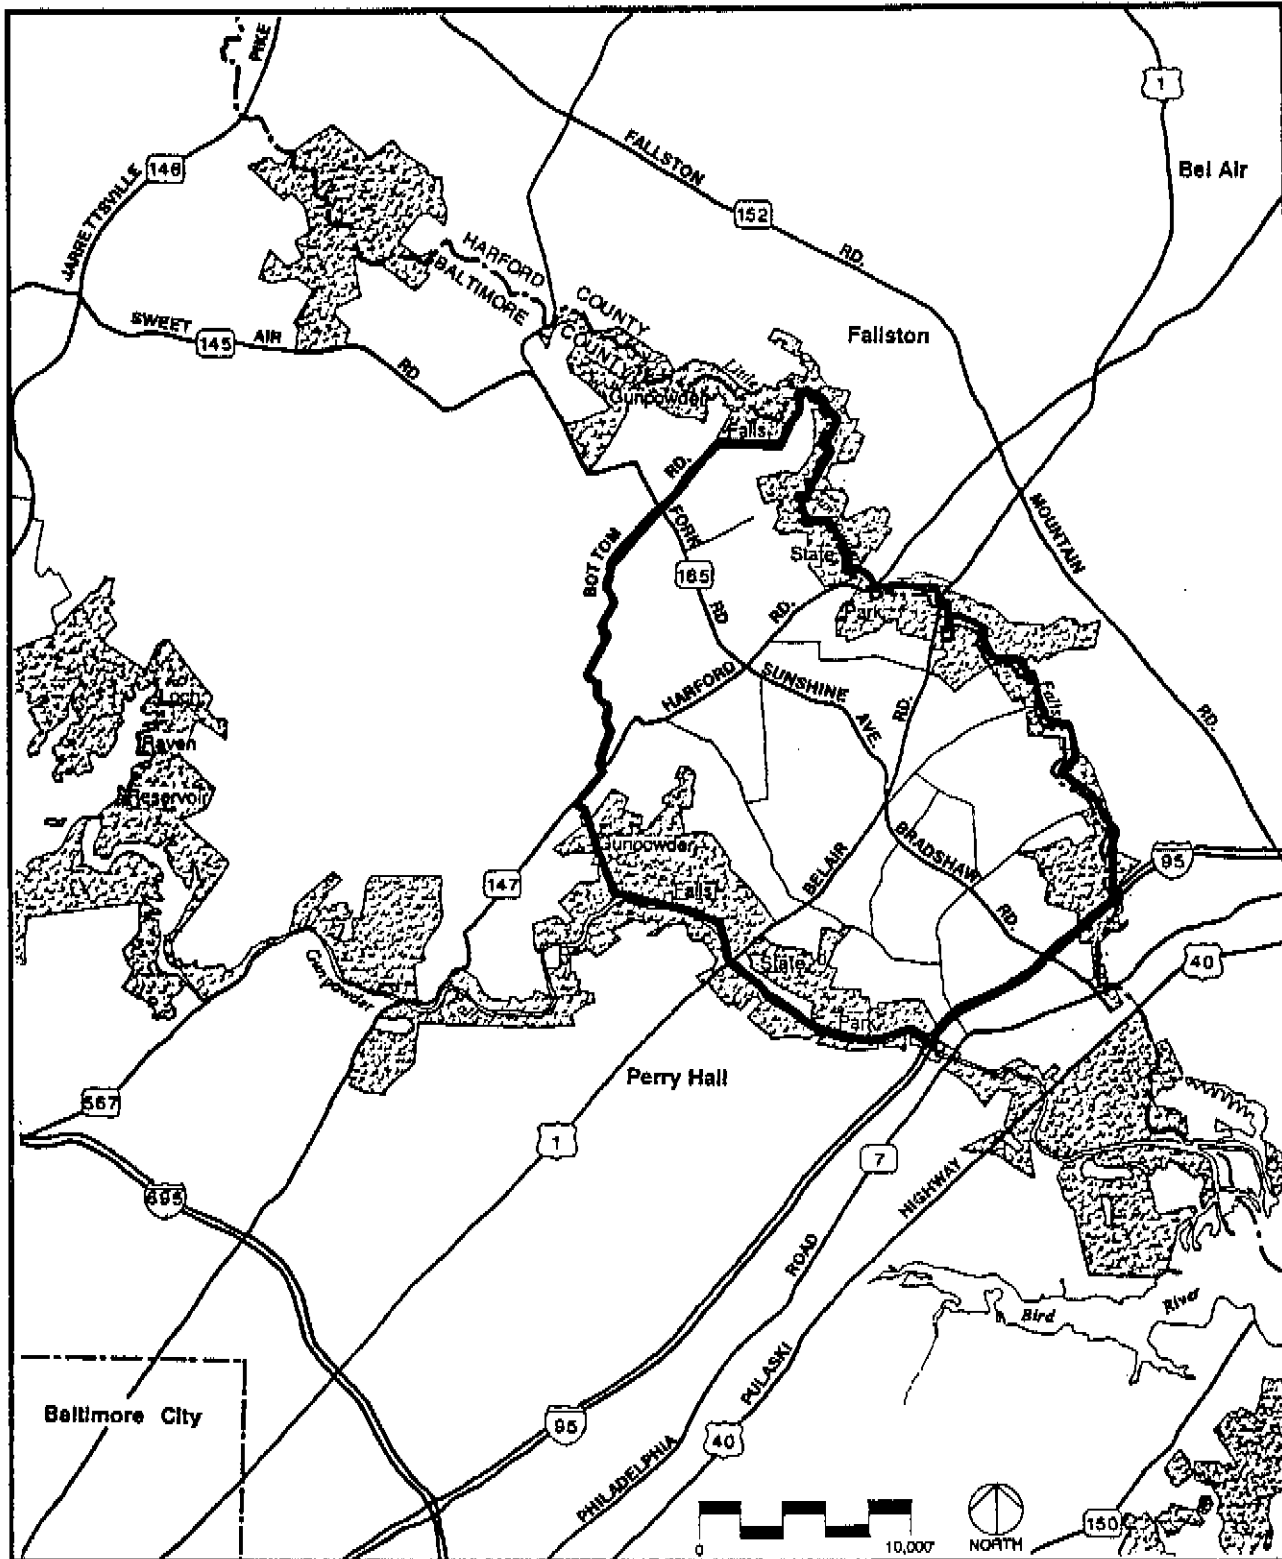 PIKE
1
146
JARRETTSVILLE
FALLSTON
152
RD.
Bel Air
HARFORD COUNTY
BALTIMORE COUNTY
SWEET
145
AIR
RD
Fallston
Little
Gunpowder
Falls
RD.
BOTTOM
FORK
165
RD
State
Park
MOUNTAIN
RD.
HARFORD
RD.
SUNSHINE
AVE.
RD.
Falls
Loch
Raven
Reservoir
Gunpowder
Falls
BELAIR
BRADSHAW
RD.
95
147
State
Park
40
Gunpowder
Perry Hall
567
1
7
695
HIGHWAY
ROAD
Bird
River
PULASKI
Baltimore City
95
40
PHILADELPHIA
150
0
10,000'
NORTH